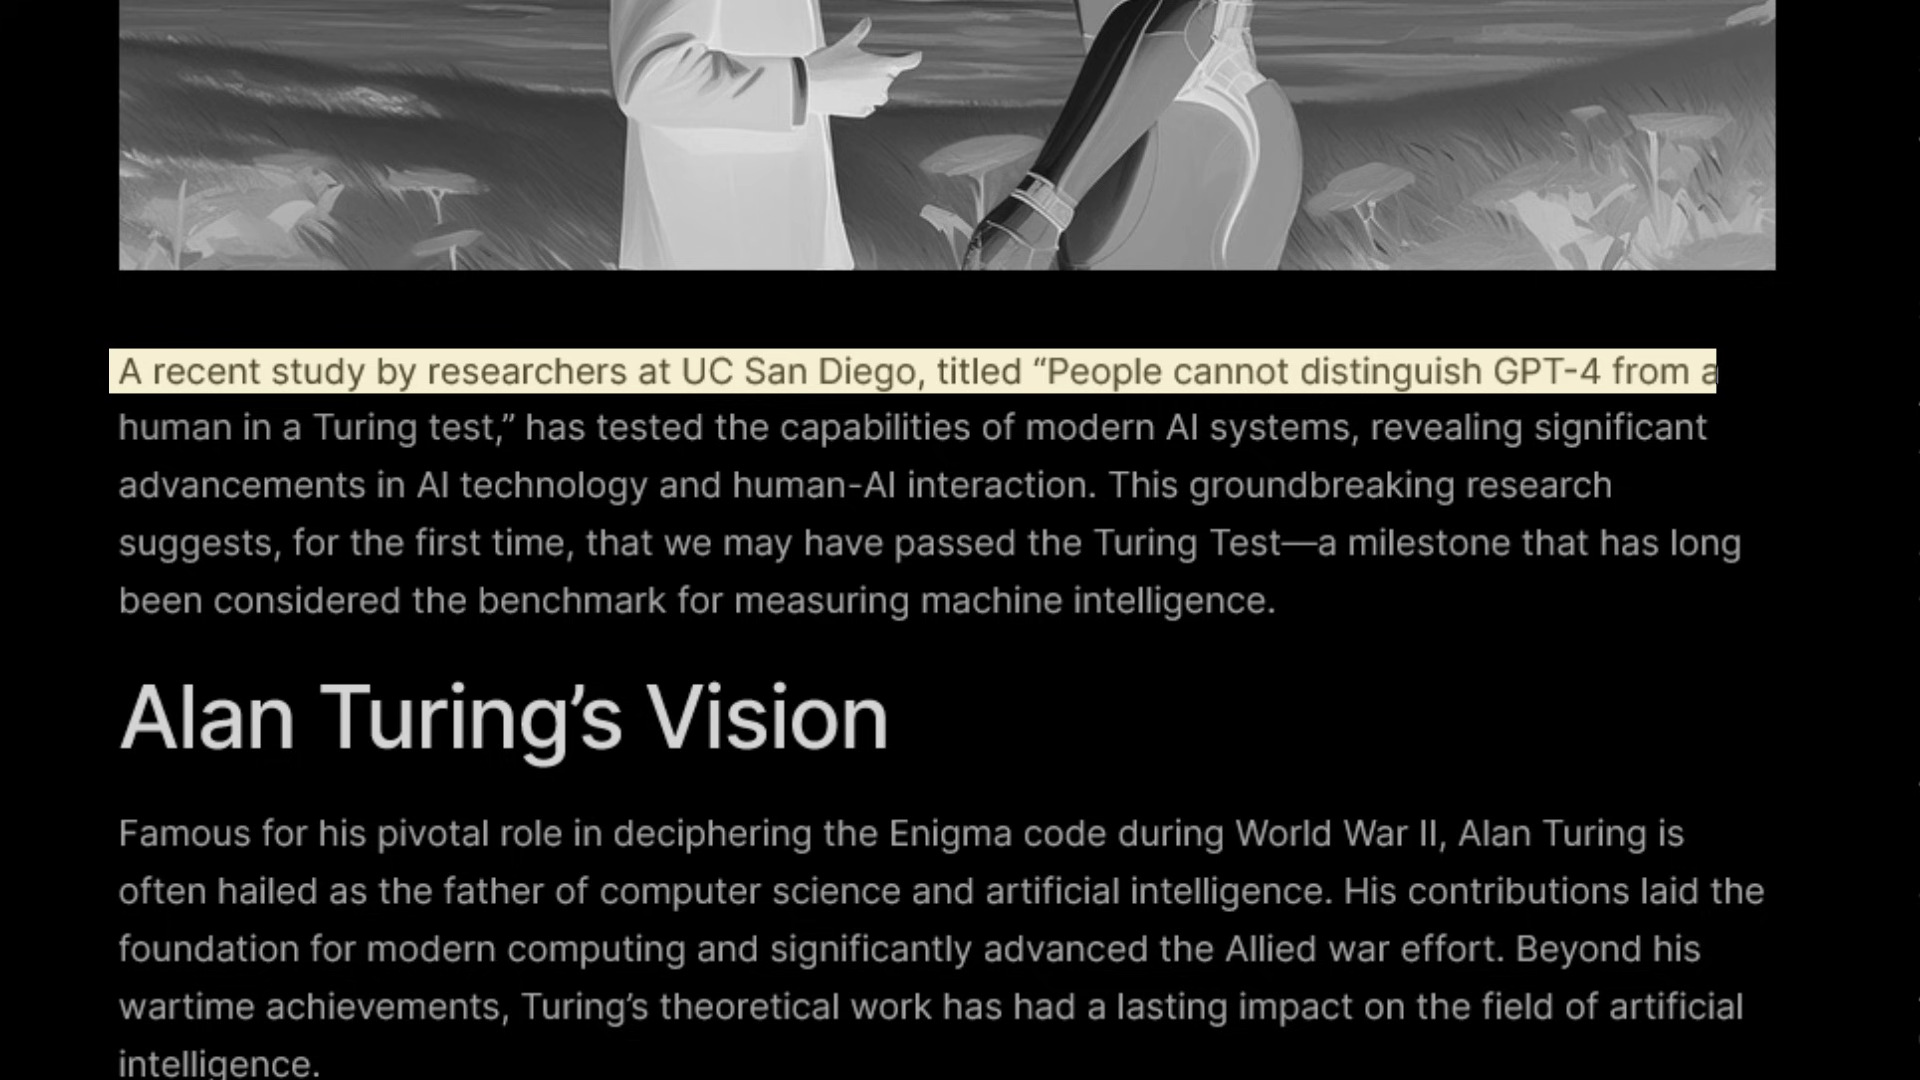 A recent study by researchers at UC San Diego, titled “People cannot distinguish GPT-4 from a
human in a Turing test,” has tested the capabilities of modern AI systems, revealing significant
advancements in AI technology and human-AI interaction. This groundbreaking research
suggests, for the first time, that we may have passed the Turing Test—a milestone that has long
been considered the benchmark for measuring machine intelligence.
Alan Turing’s Vision
Famous for his pivotal role in deciphering the Enigma code during World War II, Alan Turing is
often hailed as the father of computer science and artificial intelligence. His contributions laid the
foundation for modern computing and significantly advanced the Allied war effort. Beyond his
wartime achievements, Turing’s theoretical work has had a lasting impact on the field of artificial
intelligence.